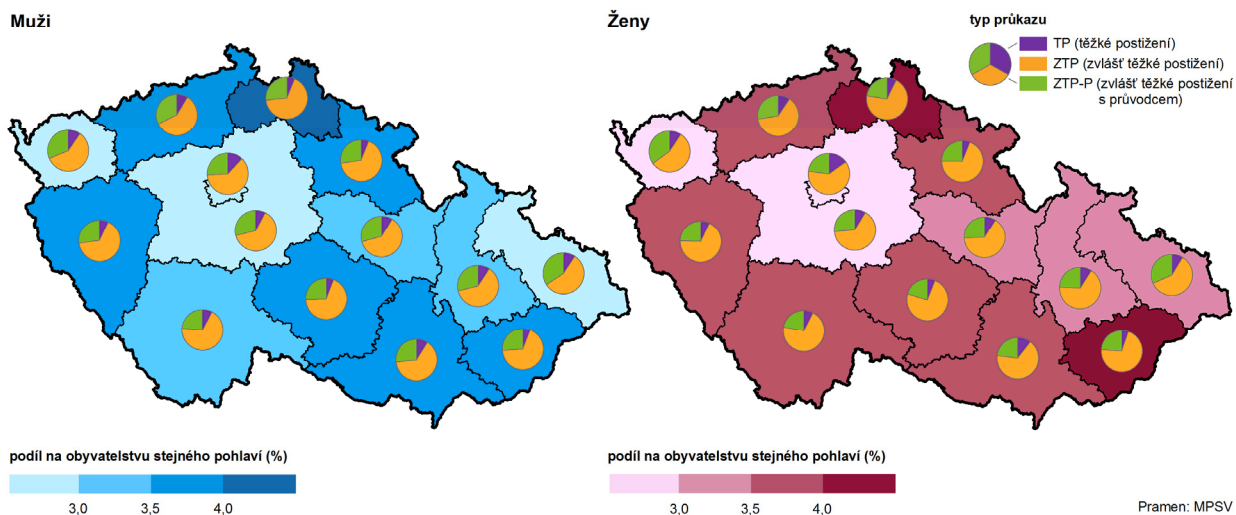 Muži
Ženy
typ průkazu
TP (těžké postižení)
ZTP (zvlášť těžké postižení)
ZTP-P (zvlášť těžké postižení
s průvodcem)
podíl na obyvatelstvu stejného pohlaví (%)
3,0 3,5 4,0
podíl na obyvatelstvu stejného pohlaví (%)
3,0 3,5 4,0
Pramen: MPSV